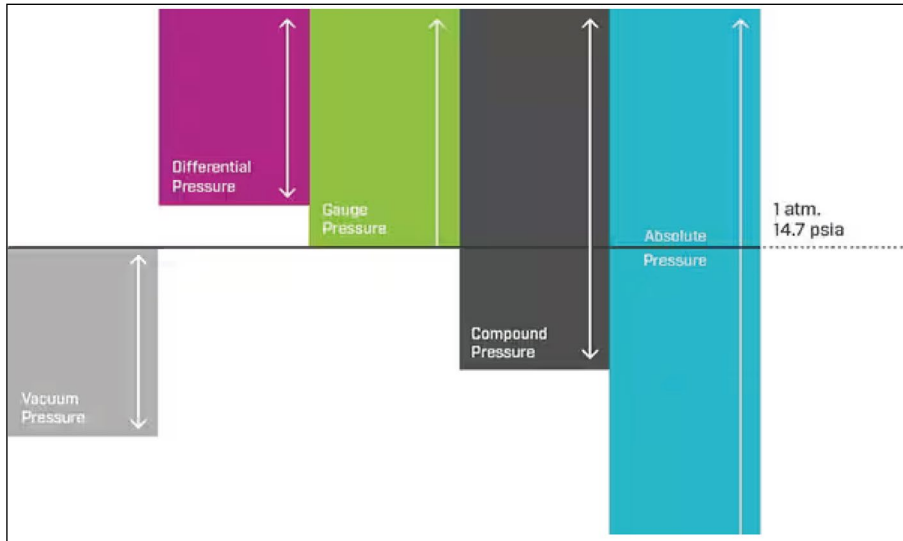 Differential
Pressure
Gauge
Pressure
1 atm.
14.7 psia
Absolute
Pressure
Compound
Pressure
Vacuum
Pressure